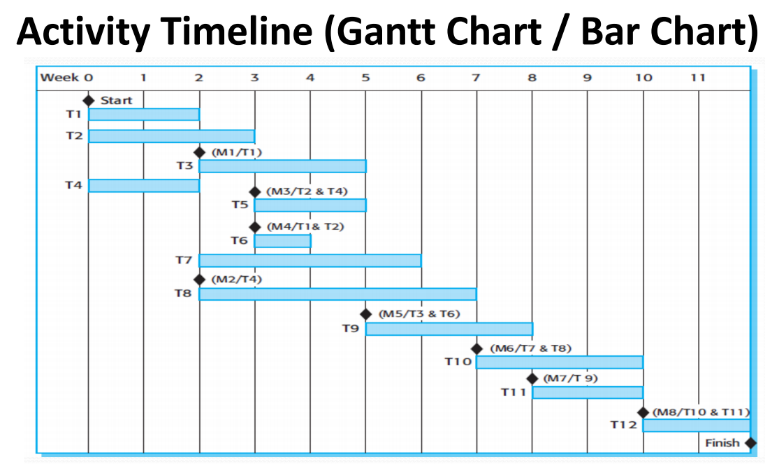 Activity Timeline (Gantt Chart / Bar Chart)
Week 0 1 2 3 4 5 6 7 8 9 10 11
Start
T1
T2
(M1/T1)
T3
T4
(M3/T2 & T4)
T5
(M4/T1& T2)
T6
T7
(M2/T4)
T8
(M5/T3 & T6)
T9
(M6/T7 & T8)
T10
(M7/T 9)
T11
(M8/T10 & T11)
T12
Finish